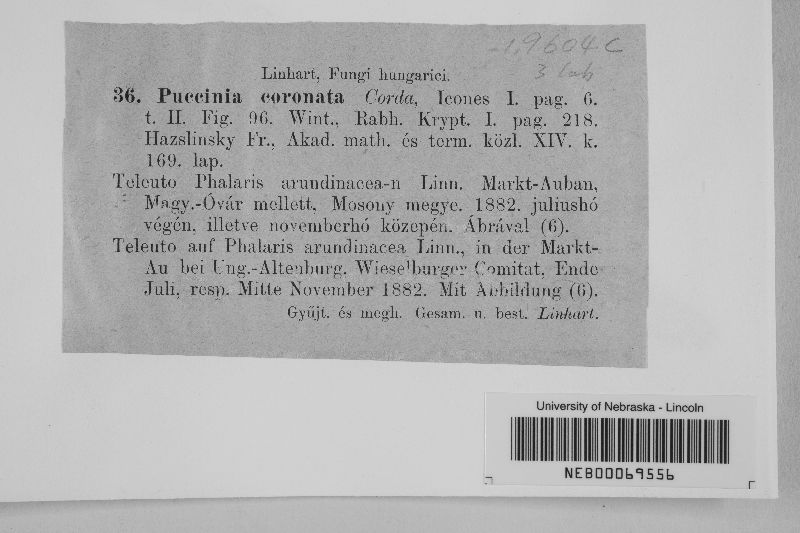 19604 C
3 lab
Linhart, Fungi hungarici.
36. Puccinia coronata Corda, Icones I. pag. 6.
t. II. Fig. 96. Wint., Rabh. Krypt. I. pag. 218.
Hazslinsky Fr., Akad. math. és term. közl. XIV. k.
169. lap.
Teleuto Phalaris arundinacea-n Linn. Markt-Auban,
Magy.-Óvár mellett, Mosony megye. 1882. juliushó
végén, illetve novemberhó közepén. Ábrával (6).
Teleuto auf Phalaris arundinacea Linn., in der Markt-
Au bei Ung.-Altenburg, Wieselburger Comitat, Ende
Juli, resp. Mitte November 1882. Mit Abbildung (6).
Gyűjt. és megh. Gesam. u. best. Linhart.
University of Nebraska - Lincoln
NEB00069556